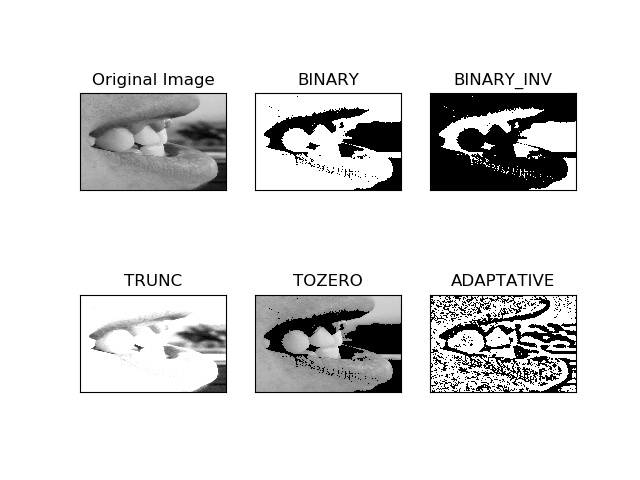 Original Image
BINARY
BINARY_INV
TRUNC
TOZERO
ADAPTATIVE